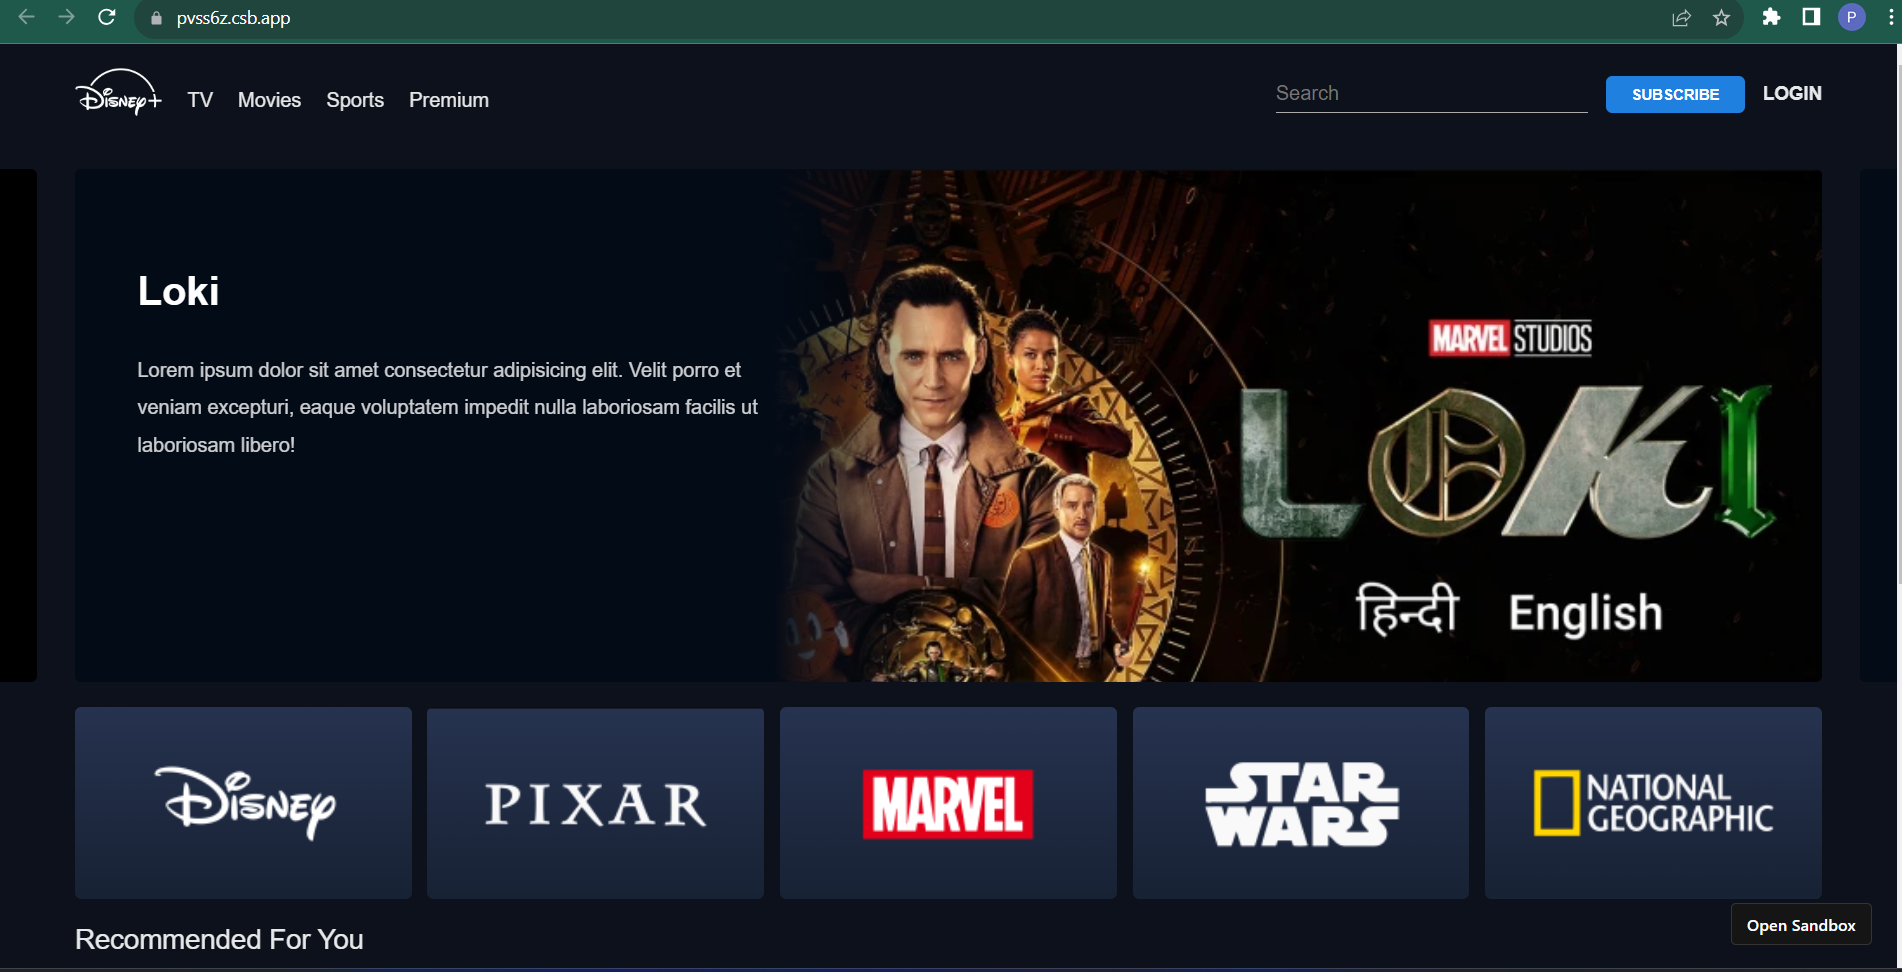 pvss6z.csb.app
P
Disney+ TV Movies Sports Premium
Search SUBSCRIBE LOGIN
Loki
Lorem ipsum dolor sit amet consectetur adipisicing elit. Velit porro et
veniam excepturi, eaque voluptatem impedit nulla laboriosam facilis ut
laboriosam libero!
MARVEL STUDIOS
LOKI
हिन्दी English
Disney
PIXAR
MARVEL
STAR
WARS
NATIONAL
GEOGRAPHIC
Recommended For You
Open Sandbox